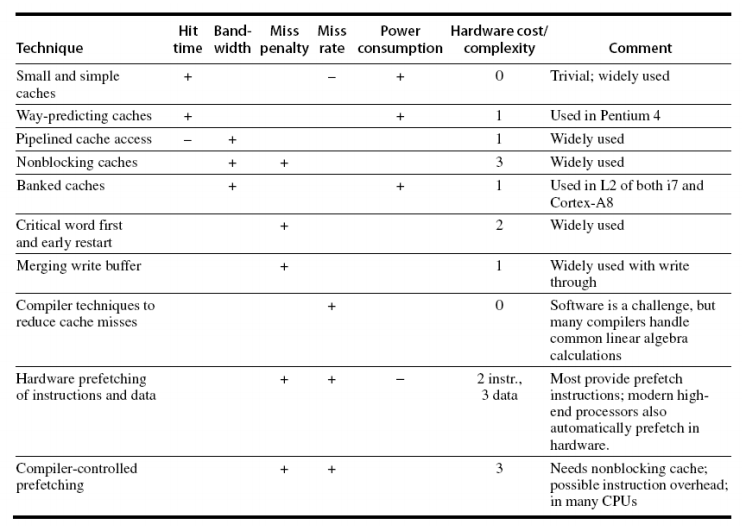 Technique Hit time Band-width Miss penalty Miss rate Power consumption Hardware cost/ complexity Comment
Small and simple caches + – + 0 Trivial; widely used
Way-predicting caches + + 1 Used in Pentium 4
Pipelined cache access – + 1 Widely used
Nonblocking caches + + 3 Widely used
Banked caches + + 1 Used in L2 of both i7 and Cortex-A8
Critical word first and early restart + 2 Widely used
Merging write buffer + 1 Widely used with write through
Compiler techniques to reduce cache misses + 0 Software is a challenge, but many compilers handle common linear algebra calculations
Hardware prefetching of instructions and data + + – 2 instr., 3 data Most provide prefetch instructions; modern high-end processors also automatically prefetch in hardware.
Compiler-controlled prefetching + + 3 Needs nonblocking cache; possible instruction overhead; in many CPUs